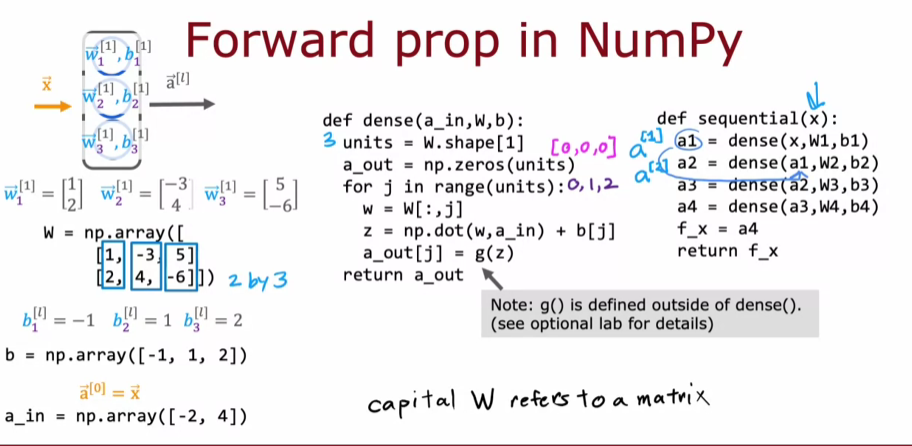 Forward prop in NumPy
x⃗
w⃗₁^[1], b₁^[1]
w⃗₂^[1], b₂^[1]
w⃗₃^[1], b₃^[1]
a⃗^[l]
w⃗₁^[1] = [1 2] w⃗₂^[1] = [-3 4] w⃗₃^[1] = [5 -6]
W = np.array([
[1, -3, 5]
[2, 4, -6]]) 2 by 3
b₁^[l] = -1 b₂^[l] = 1 b₃^[l] = 2
b = np.array([-1, 1, 2])
a⃗^[0] = x⃗
a_in = np.array([-2, 4])
def dense(a_in,W,b):
3 units = W.shape[1] [0,0,0]
a_out = np.zeros(units)
for j in range(units): 0,1,2
w = W[:,j]
z = np.dot(w,a_in) + b[j]
a_out[j] = g(z)
return a_out
Note: g() is defined outside of dense().
(see optional lab for details)
def sequential(x):
a^[1] a1 = dense(x,W1,b1)
a^[2] a2 = dense(a1,W2,b2)
a3 = dense(a2,W3,b3)
a4 = dense(a3,W4,b4)
f_x = a4
return f_x
capital W refers to a matrix